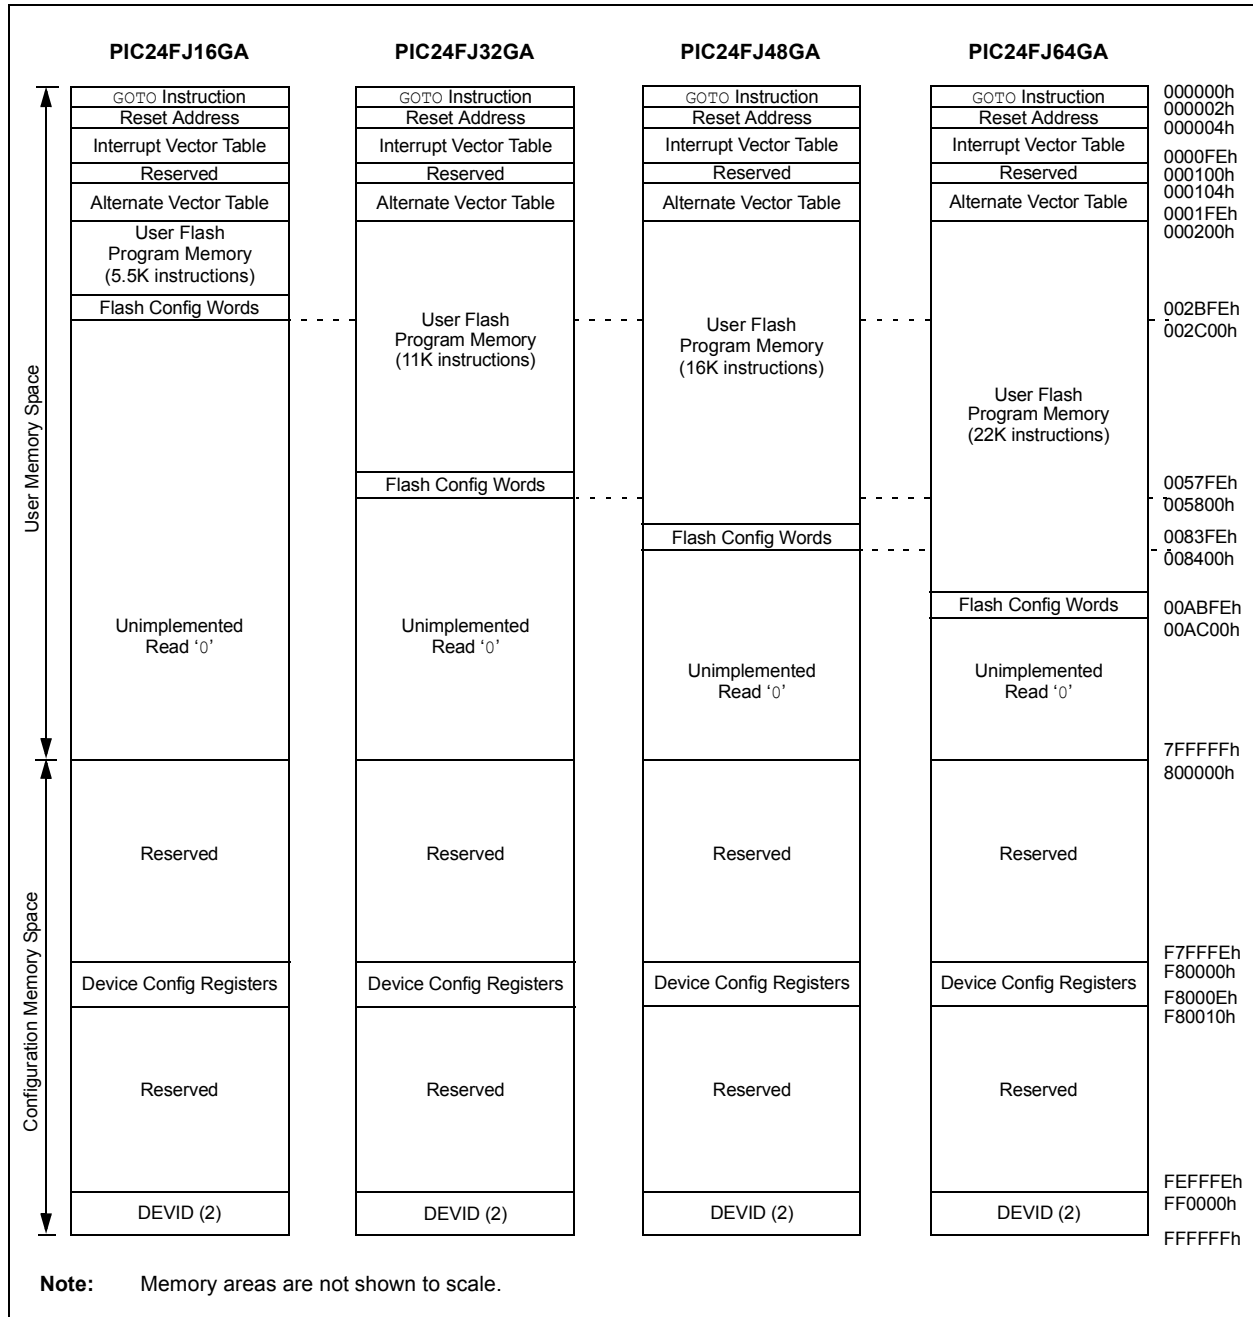 PIC24FJ16GA PIC24FJ32GA PIC24FJ48GA PIC24FJ64GA
GOTO Instruction GOTO Instruction GOTO Instruction GOTO Instruction 000000h
Reset Address Reset Address Reset Address Reset Address 000002h
000004h
Interrupt Vector Table Interrupt Vector Table Interrupt Vector Table Interrupt Vector Table
0000FEh
Reserved Reserved Reserved Reserved 000100h
000104h
Alternate Vector Table Alternate Vector Table Alternate Vector Table Alternate Vector Table
0001FEh
000200h
User Flash
Program Memory
(5.5K instructions)
Flash Config Words
002BFEh
002C00h
User Flash
Program Memory
(11K instructions)
User Flash
Program Memory
(16K instructions)
User Flash
Program Memory
(22K instructions)
User Memory Space
Flash Config Words
0057FEh
005800h
Flash Config Words
0083FEh
008400h
Flash Config Words
00ABFEh
00AC00h
Unimplemented
Read ‘0’
Unimplemented
Read ‘0’
Unimplemented
Read ‘0’
Unimplemented
Read ‘0’
7FFFFFh
800000h
Reserved Reserved Reserved Reserved
Configuration Memory Space
F7FFFEh
F80000h
Device Config Registers Device Config Registers Device Config Registers Device Config Registers
F8000Eh
F80010h
Reserved Reserved Reserved Reserved
FEFFFEh
FF0000h
DEVID (2) DEVID (2) DEVID (2) DEVID (2)
FFFFFFh
Note: Memory areas are not shown to scale.